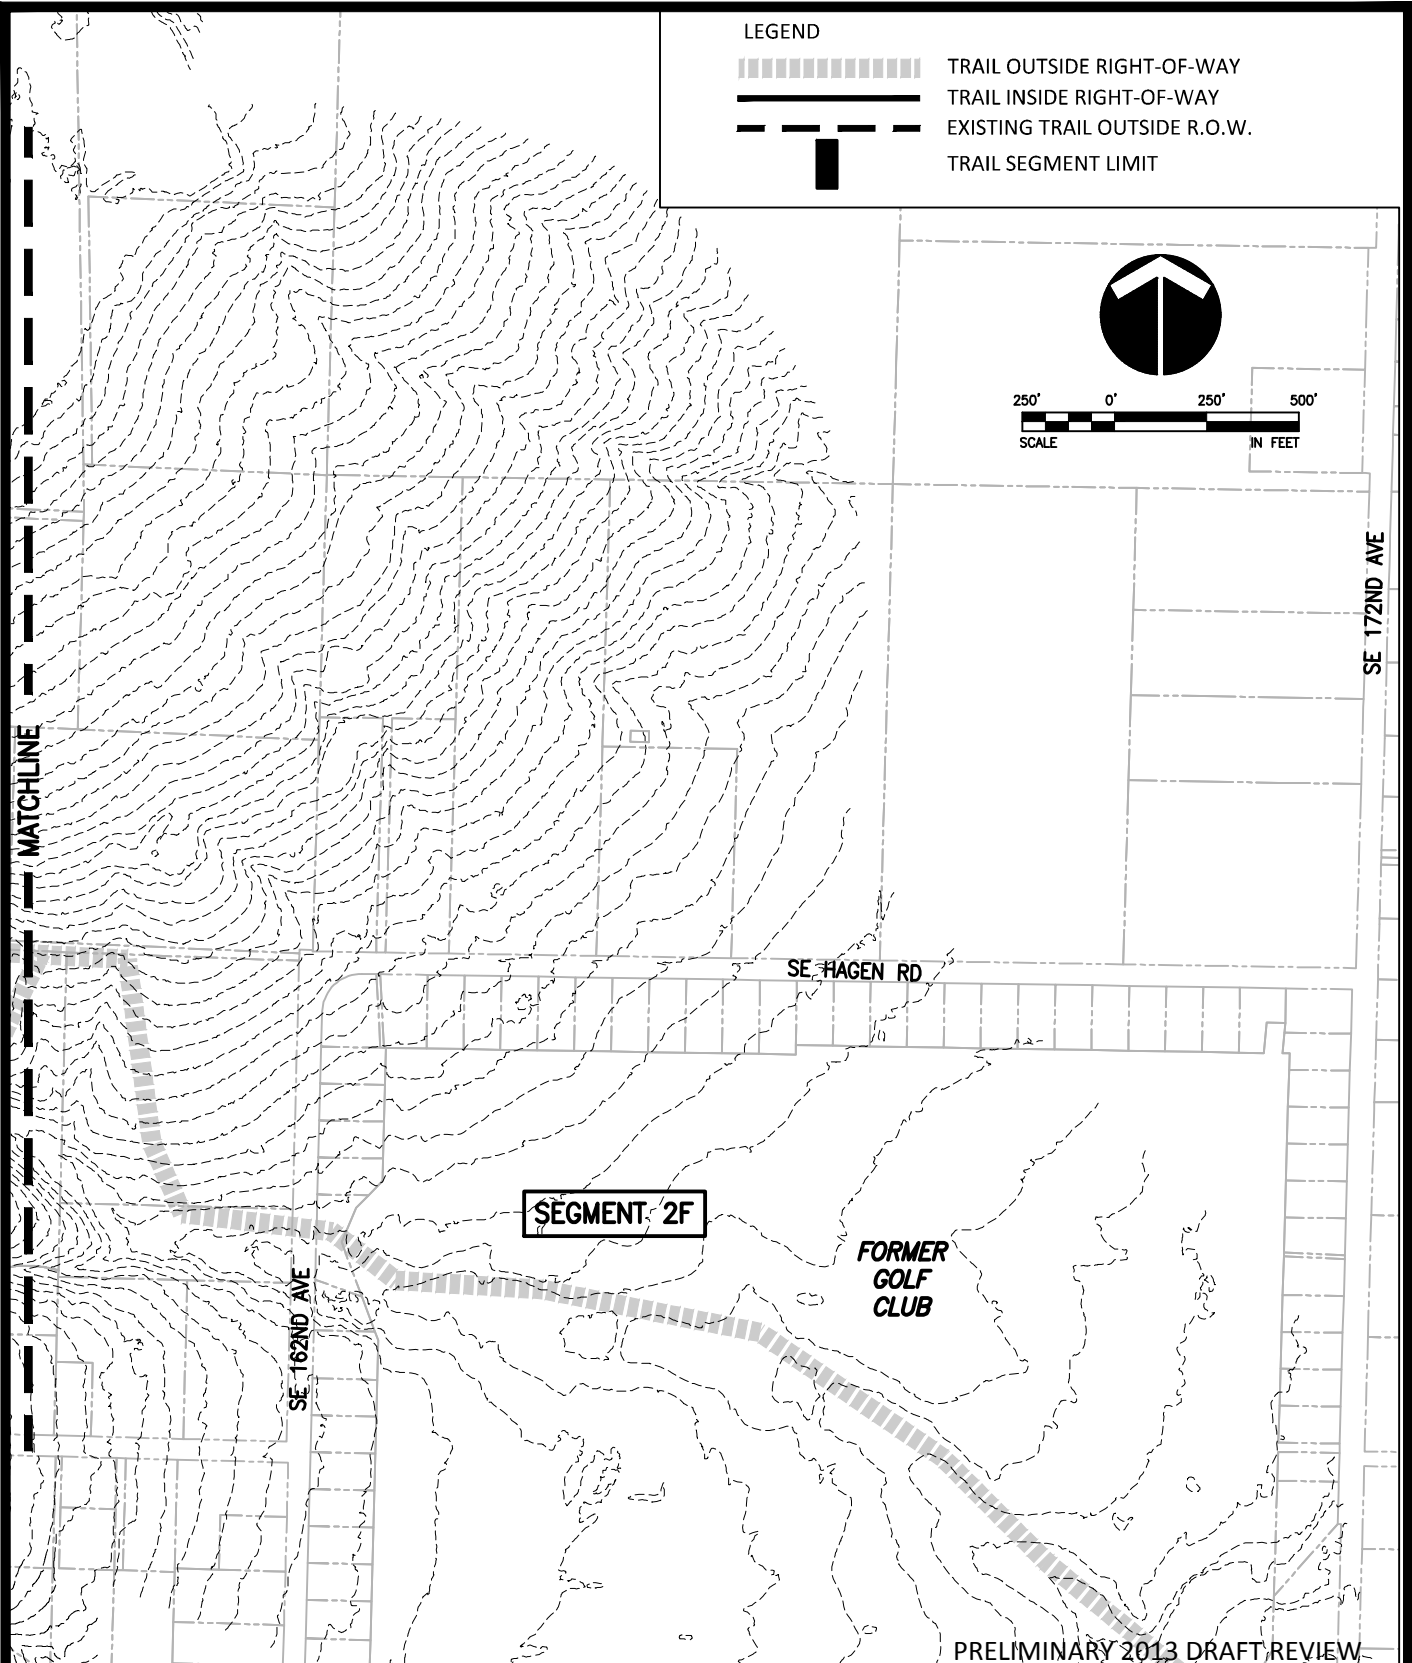 LEGEND
TRAIL OUTSIDE RIGHT-OF-WAY
TRAIL INSIDE RIGHT-OF-WAY
EXISTING TRAIL OUTSIDE R.O.W.
TRAIL SEGMENT LIMIT
250' 0' 250' 500'
SCALE IN FEET
SE 172ND AVE
MATCHLINE
SE HAGEN RD
SEGMENT 2F
FORMER
GOLF
CLUB
SE 162ND AVE
PRELIMINARY 2013 DRAFT REVIEW